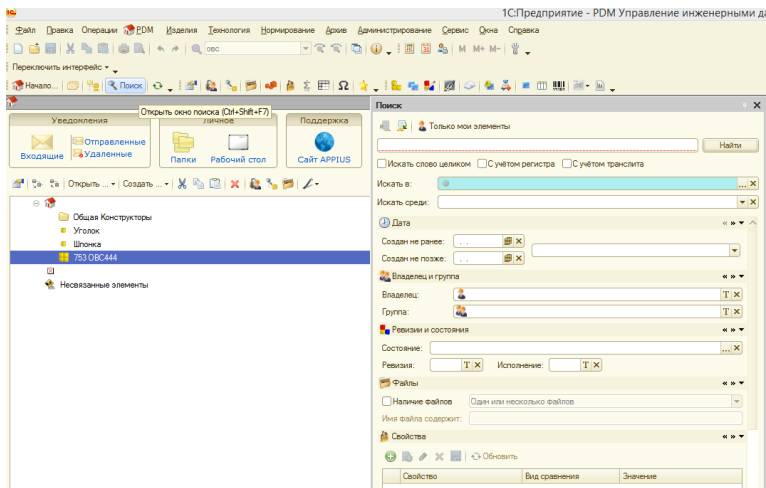 1С:Предприятие - PDM Управление инженерными да
Файл Правка Операции PDM Изделия Технология Нормирование Архив Администрирование Сервис Окна Справка
овс M M+ M-
Переключить интерфейс
Начало... Поиск
Открыть окно поиска (Ctrl+Shift+F7)
Уведомления Личное Поддержка
Входящие Отправленные Удаленные Папки Рабочий стол Сайт APPIUS
Открыть ... Создать ...
Общая Конструкторы
Уголок
Шпонка
753 ОВС444
Несвязанные элементы
Поиск
Только мои элементы
Найти
Искать слово целиком С учётом регистра С учётом транслита
Искать в:
Искать среди:
Дата
Создан не ранее: . .
Создан не позже: . .
Владелец и группа
Владелец: T
Группа: T
Ревизии и состояния
Состояние: ...
Ревизия: T Исполнение: T
Файлы
Наличие файлов Один или несколько файлов
Имя файла содержит:
Свойства
Обновить
Свойство Вид сравнения Значение